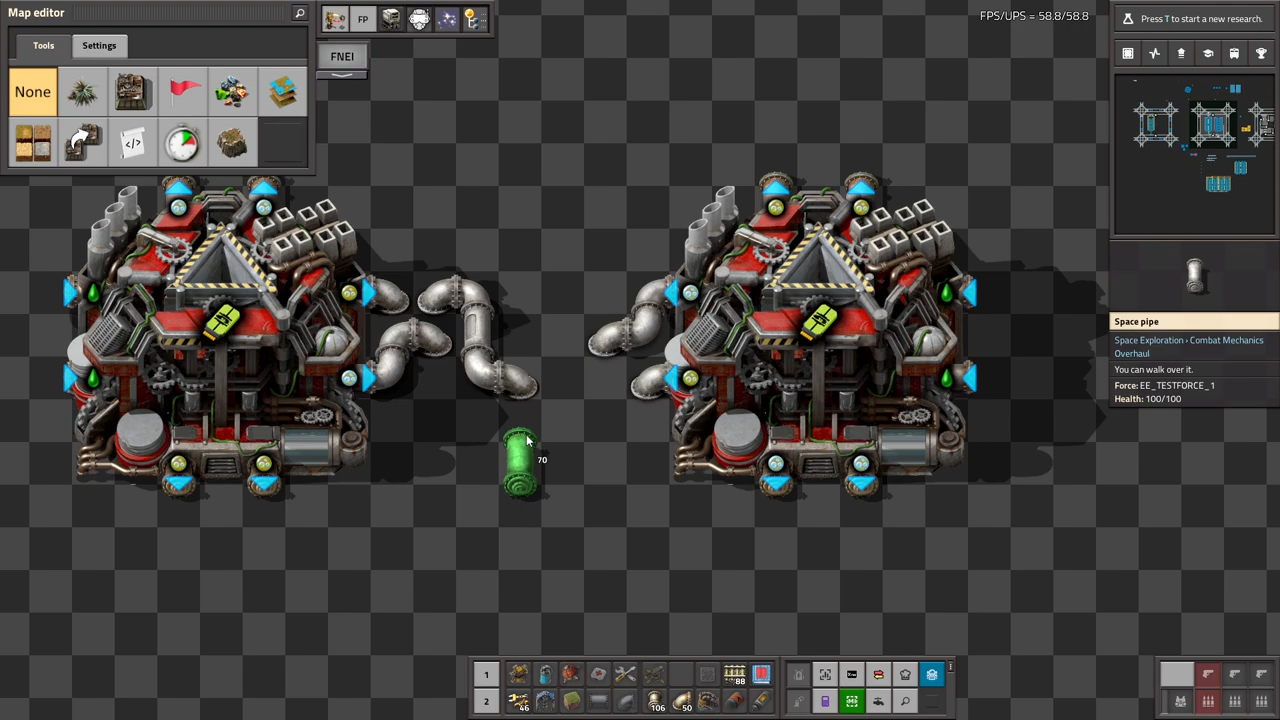 Map editor
Tools
Settings
None
FP
FNEI
FPS/UPS = 58.8/58.8
Press T to start a new research.
Space pipe
Space Exploration › Combat Mechanics
Overhaul
You can walk over it.
Force: EE_TESTFORCE_1
Health: 100/100
70
1
88
2
46
106
50